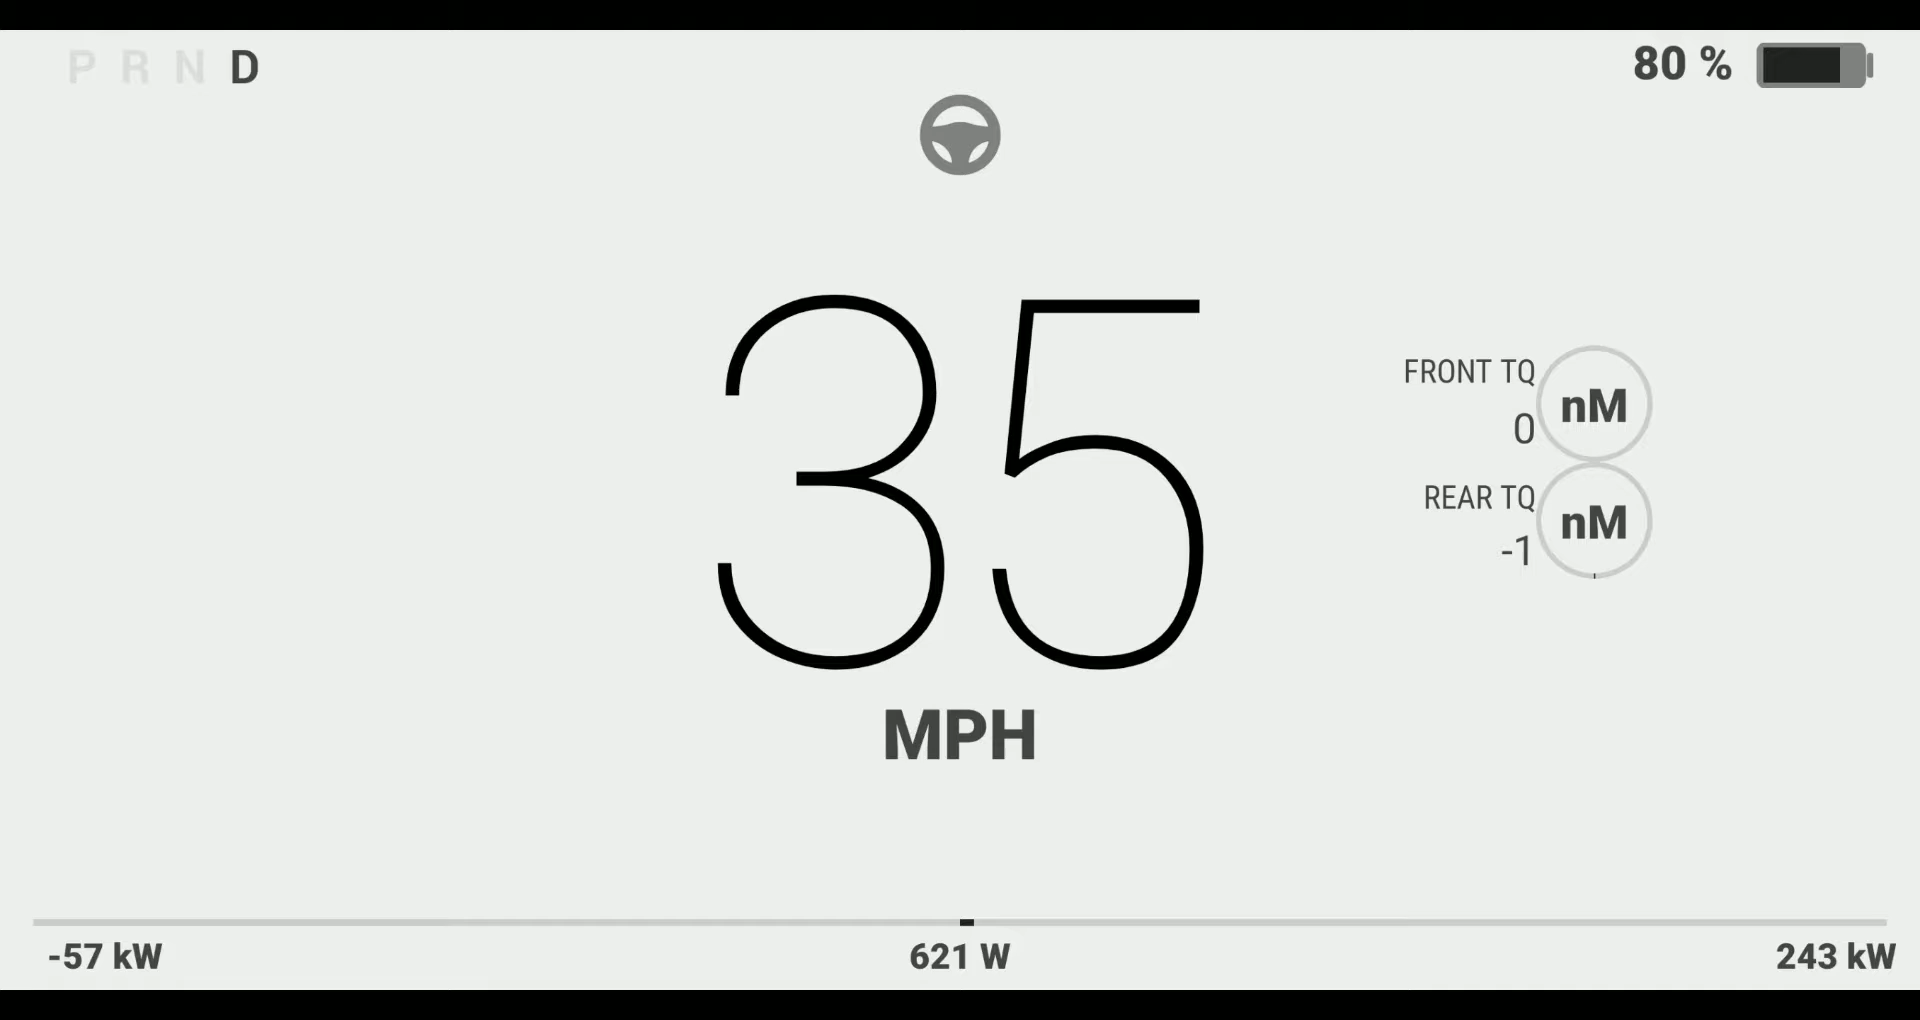 P R N D
80 %
35
MPH
FRONT TQ
0
nM
REAR TQ
-1
nM
-57 kW
621 W
243 kW